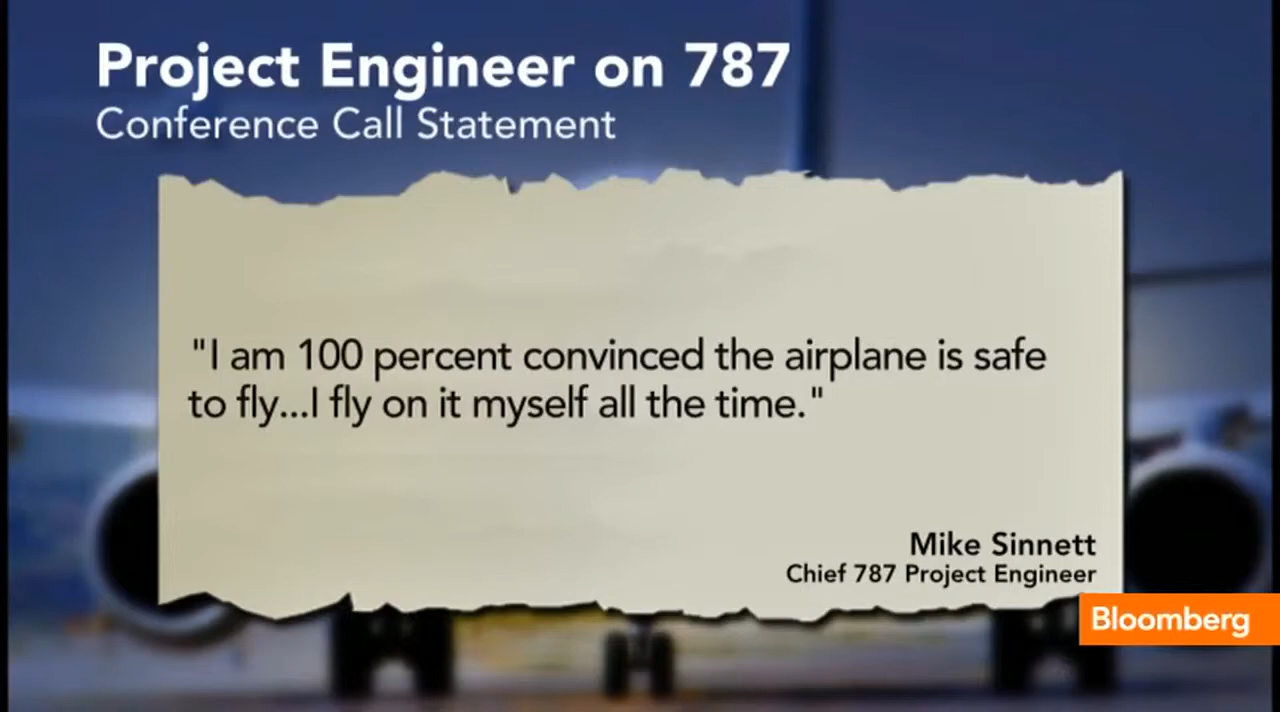 Project Engineer on 787
Conference Call Statement
"I am 100 percent convinced the airplane is safe
to fly...I fly on it myself all the time."
Mike Sinnett
Chief 787 Project Engineer
Bloomberg